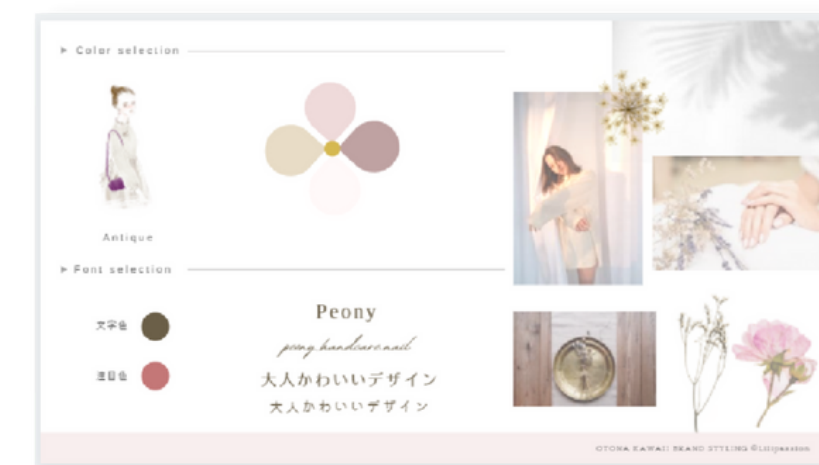 Color selection
Antique
Font selection
文字色
注目色
Peony
peony.handcare.nail
大人かわいいデザイン
大人かわいいデザイン
OTONA KAWAII BRAND STYLING ©Lilipassion